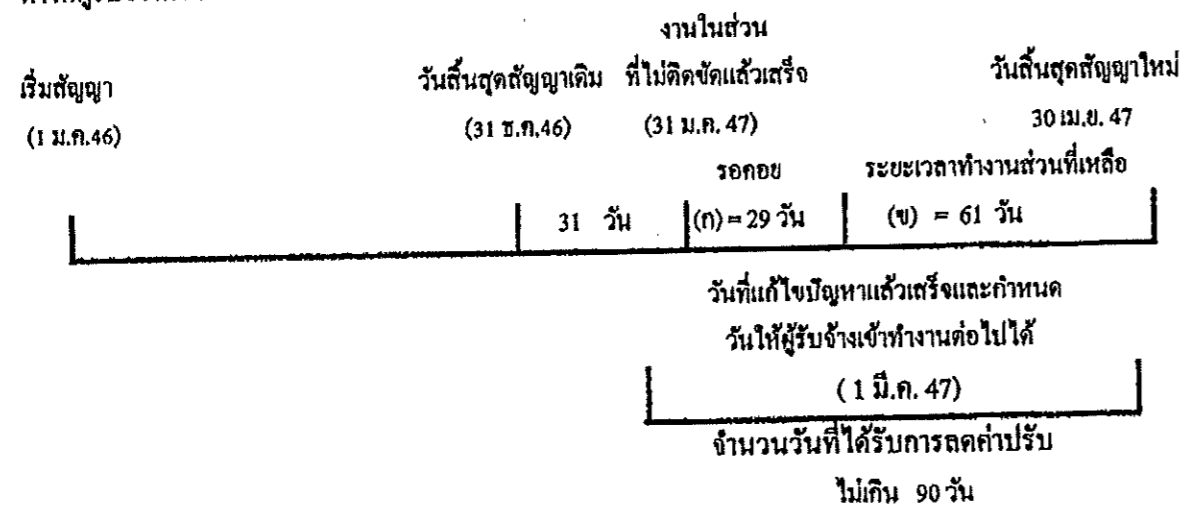 งานในส่วน
เริ่มสัญญา วันสิ้นสุดสัญญาเดิม ที่ไม่ติดขัดแล้วเสร็จ วันสิ้นสุดสัญญาใหม่
(1 ม.ค.46) (31 ธ.ค.46) (31 ม.ค. 47) 30 เม.ย. 47
รอคอย ระยะเวลาทำงานส่วนที่เหลือ
31 วัน (ก) = 29 วัน (ข) = 61 วัน
วันที่แก้ไขปัญหาแล้วเสร็จและกำหนด
วันให้ผู้รับจ้างเข้าทำงานต่อไปได้
( 1 มี.ค. 47)
จำนวนวันที่ได้รับการลดค่าปรับ
ไม่เกิน 90 วัน